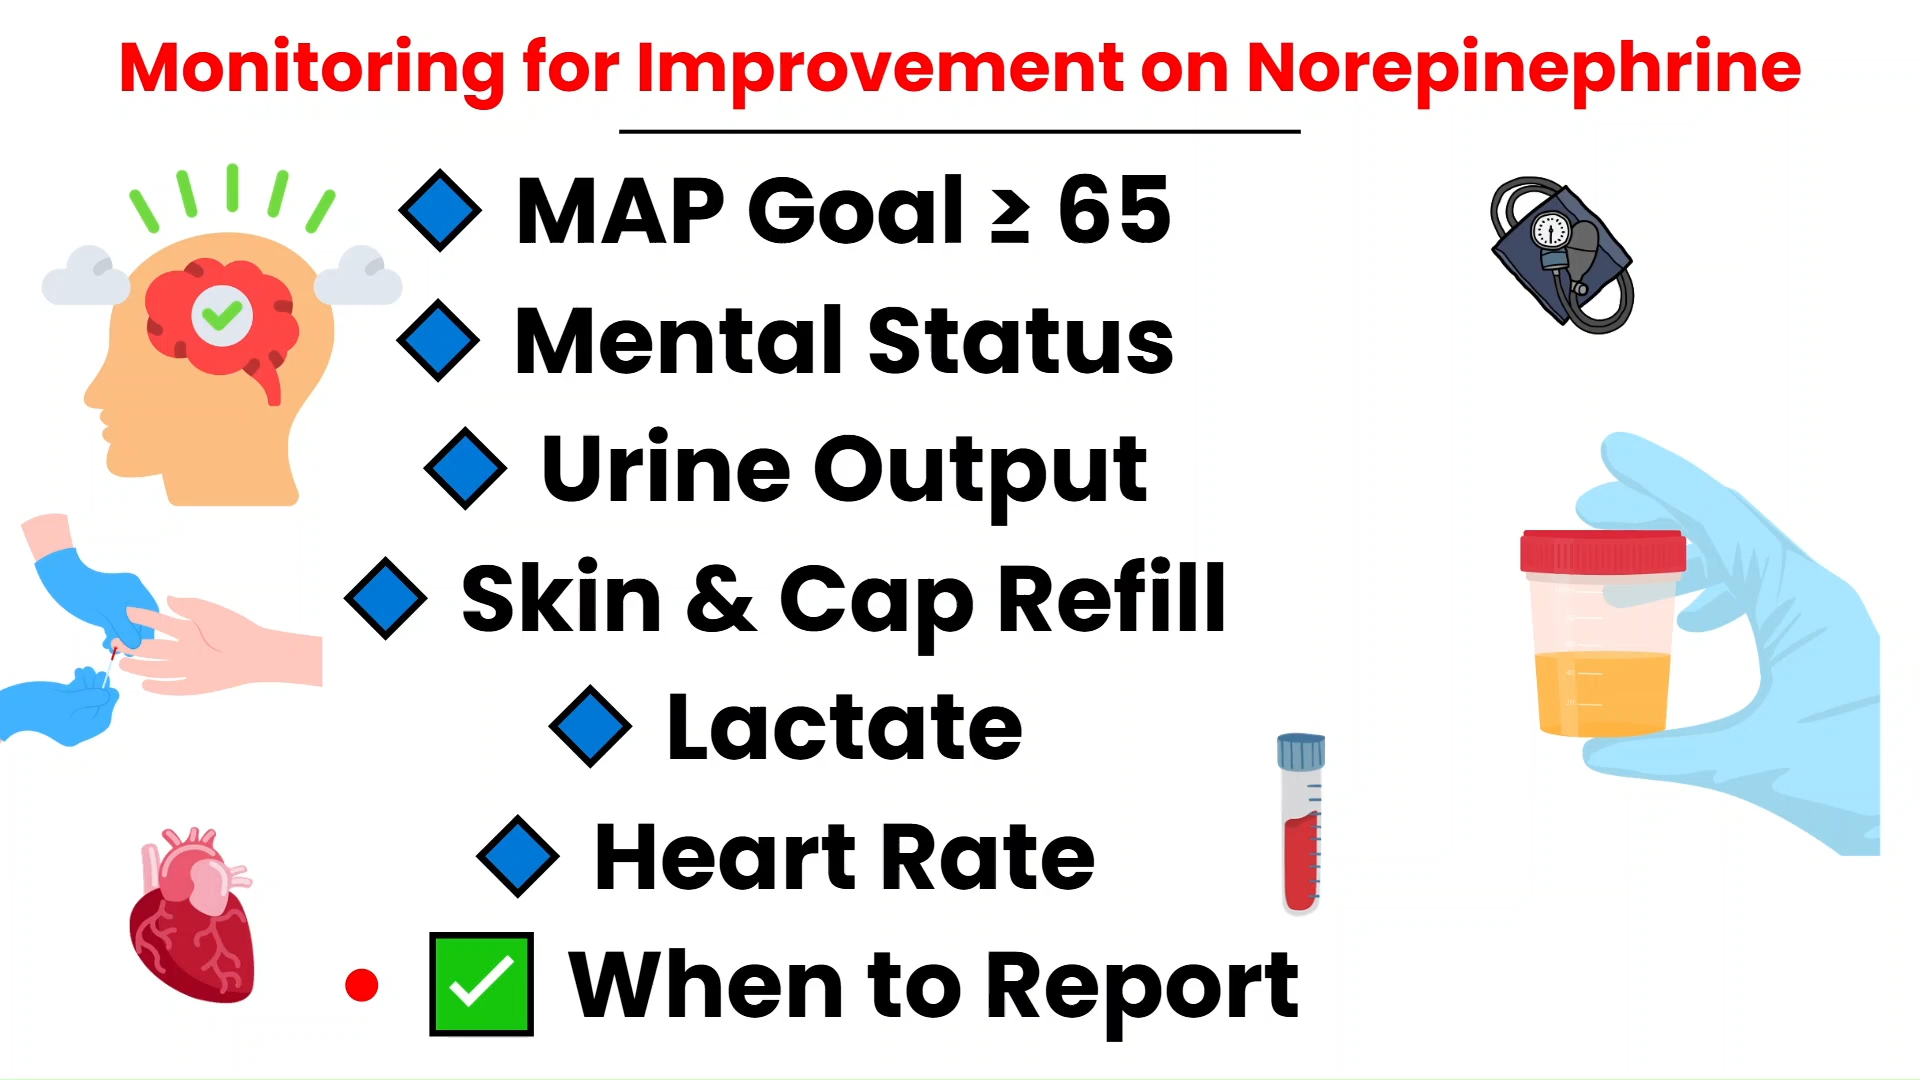 Monitoring for Improvement on Norepinephrine
🔷 MAP Goal ≥ 65
🔷 Mental Status
🔷 Urine Output
🔷 Skin & Cap Refill
🔷 Lactate
🔷 Heart Rate
• ✅ When to Report